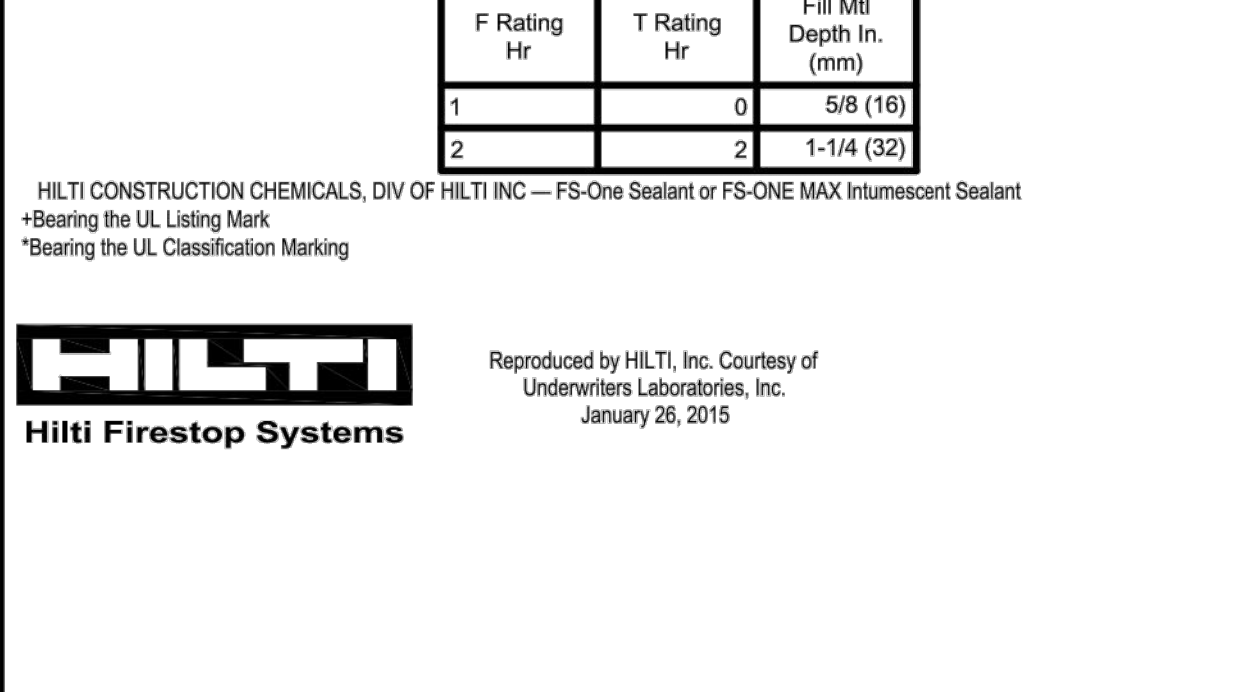 F Rating
Hr
T Rating
Hr
Fill Mtl
Depth In.
(mm)
1 0 5/8 (16)
2 2 1-1/4 (32)
HILTI CONSTRUCTION CHEMICALS, DIV OF HILTI INC — FS-One Sealant or FS-ONE MAX Intumescent Sealant
+Bearing the UL Listing Mark
*Bearing the UL Classification Marking
HILTI
Hilti Firestop Systems
Reproduced by HILTI, Inc. Courtesy of
Underwriters Laboratories, Inc.
January 26, 2015